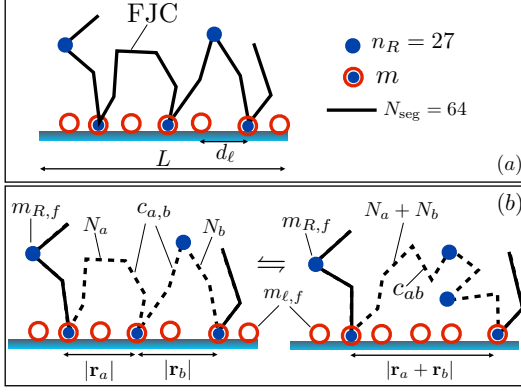 FJC
n_R = 27
m
N_seg = 64
L
d_ℓ
(a)
m_{R,f}
N_a
c_{a,b}
N_b
m_{R,f}
N_a + N_b
(b)
c_{ab}
⇌
m_{ℓ,f}
|r_a|
|r_b|
|r_a + r_b|